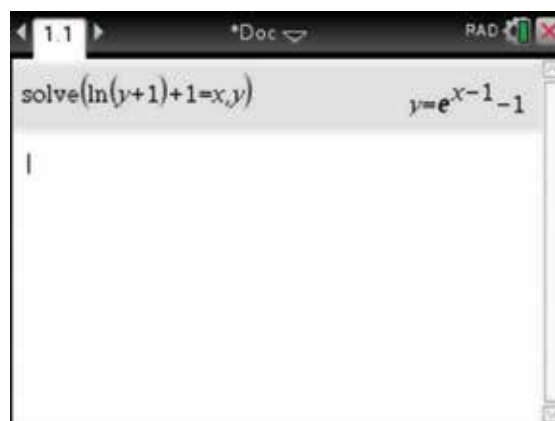 1.1 *Doc RAD
solve(ln(y+1)+1=x,y) y=e^{x-1}-1